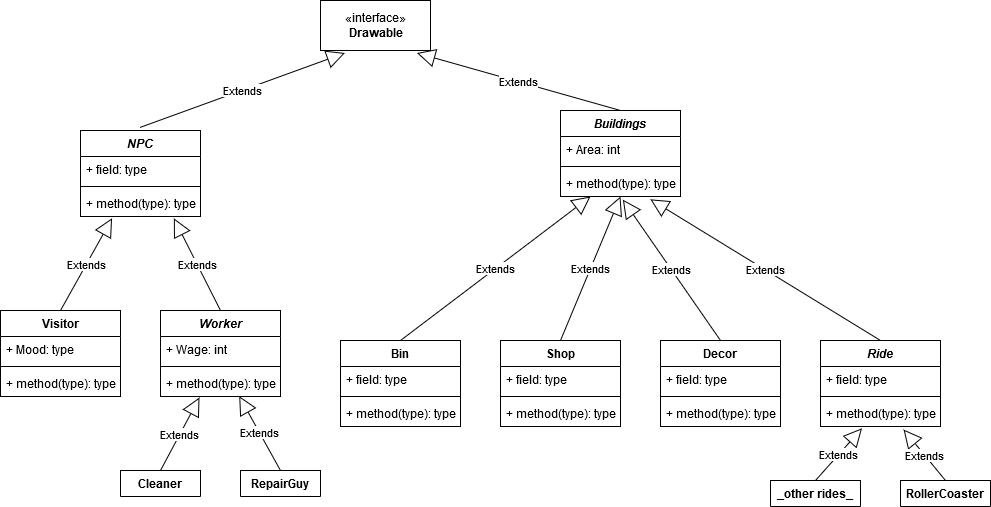 «interface»
Drawable
Extends
Extends
NPC
+ field: type
+ method(type): type
Buildings
+ Area: int
+ method(type): type
Extends
Extends
Extends
Extends
Extends
Extends
Visitor
+ Mood: type
+ method(type): type
Worker
+ Wage: int
+ method(type): type
Bin
+ field: type
+ method(type): type
Shop
+ field: type
+ method(type): type
Decor
+ field: type
+ method(type): type
Ride
+ field: type
+ method(type): type
Extends
Extends
Extends
Extends
Cleaner
RepairGuy
_other rides_
RollerCoaster